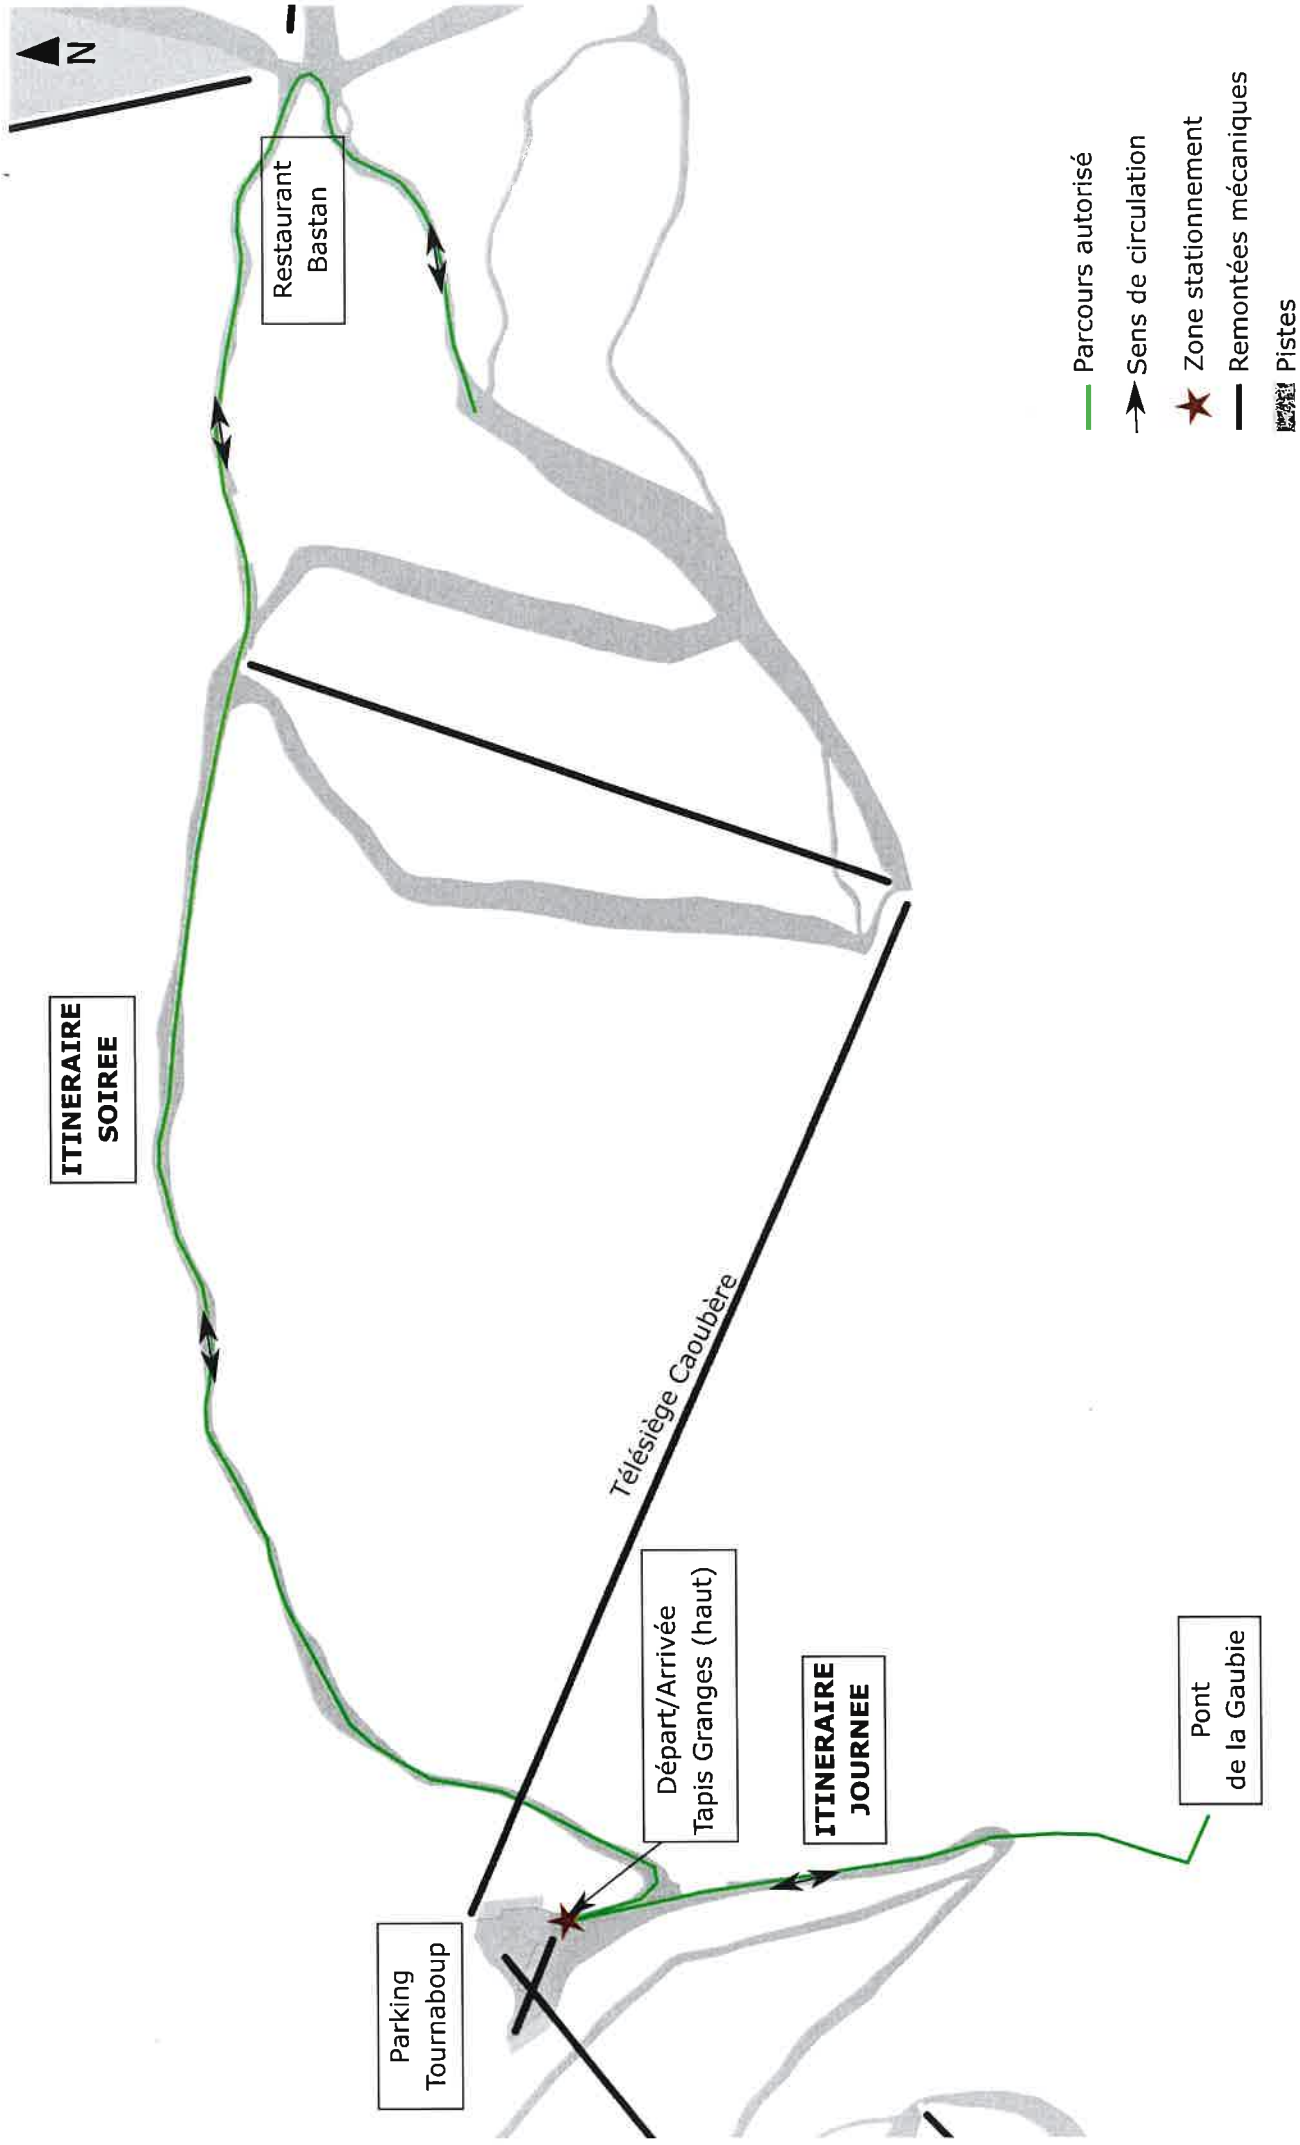 N
Restaurant
Bastan
ITINERAIRE
SOIREE
Télésiège Caoubère
Départ/Arrivée
Tapis Granges (haut)
Parking
Tournaboup
ITINERAIRE
JOURNEE
Pont
de la Gaubie
Parcours autorisé
Sens de circulation
Zone stationnement
Remontées mécaniques
Pistes